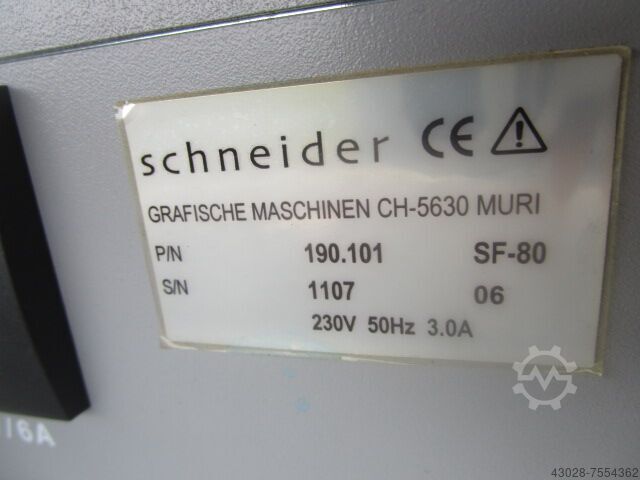 schneider CE
GRAFISCHE MASCHINEN CH-5630 MURI
P/N 190.101 SF-80
S/N 1107 06
230V 50Hz 3.0A
/6A
43028-7554362